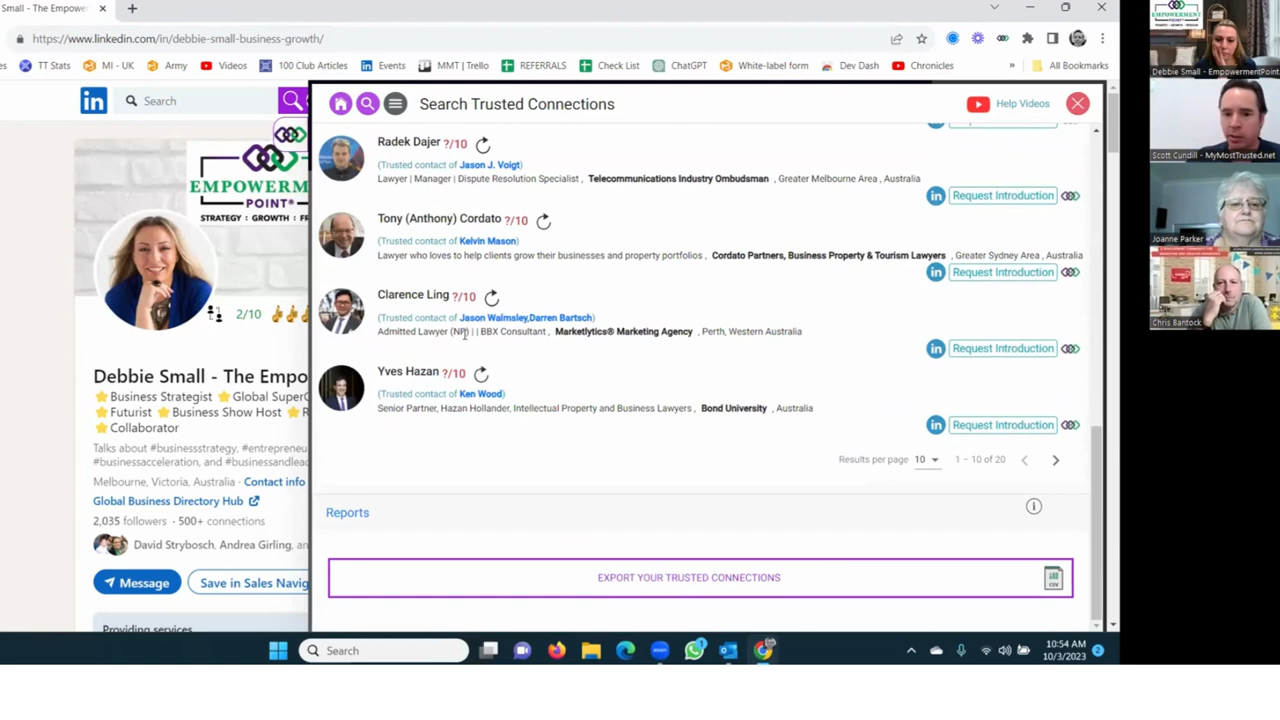 Small - The Empowe
https://www.linkedin.com/in/debbie-small-business-growth/
TT Stats MI - UK Army Videos 100 Club Articles Events MMT | Trello REFERRALS Check List ChatGPT White-label form Dev Dash Chronicles » All Bookmarks
Search
EMPOWERM
POINT®
STRATEGY : GROWTH : FR
2/10
Debbie Small - The Empo
Business Strategist Global SuperC
Futurist Business Show Host R
Collaborator
Talks about #businessstrategy, #entreprene
#businessacceleration, and #businessandlead
Melbourne, Victoria, Australia · Contact info
Global Business Directory Hub
2,035 followers · 500+ connections
David Strybosch, Andrea Girling, an
Message
Save in Sales Navig
Providing services
Search Trusted Connections
Help Videos
Radek Dajer ?/10
(Trusted contact of Jason J. Voigt)
Lawyer | Manager | Dispute Resolution Specialist , Telecommunications Industry Ombudsman , Greater Melbourne Area , Australia
Request Introduction
Tony (Anthony) Cordato ?/10
(Trusted contact of Kelvin Mason)
Lawyer who loves to help clients grow their businesses and property portfolios , Cordato Partners, Business Property & Tourism Lawyers , Greater Sydney Area , Australia
Request Introduction
Clarence Ling ?/10
(Trusted contact of Jason Walmsley,Darren Bartsch)
Admitted Lawyer (NP) | | BBX Consultant , Marketlytics® Marketing Agency , Perth, Western Australia
Request Introduction
Yves Hazan ?/10
(Trusted contact of Ken Wood)
Senior Partner, Hazan Hollander, Intellectual Property and Business Lawyers , Bond University , Australia
Request Introduction
Results per page 10 1 – 10 of 20
Reports
EXPORT YOUR TRUSTED CONNECTIONS
CSV
Search
10:54 AM
10/3/2023
2
EMPOWERMENT
POINT
Debbie Small - EmpowermentPoint
Scott Cundill - MyMostTrusted.net
Joanne Parker
Chris Bantock